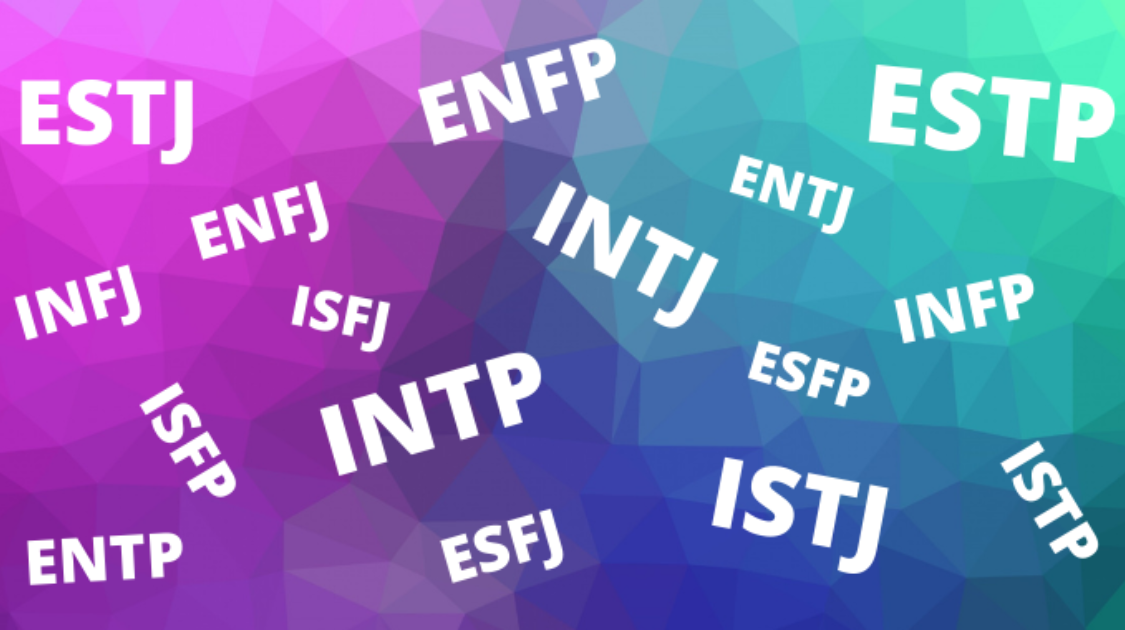 ESTJ
ENFP
ESTP
ENTJ
ENFJ
INTJ
INFJ
ISFJ
INFP
ESFP
INTP
ISFP
ISTJ
ISTP
ENTP
ESFJ